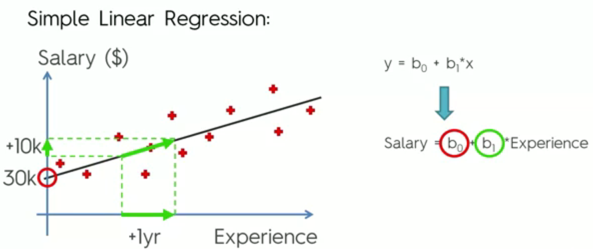 Simple Linear Regression:
Salary ($)
+10k
30k
+1yr
Experience
y = b₀ + b₁*x
Salary = b₀ + b₁ *Experience